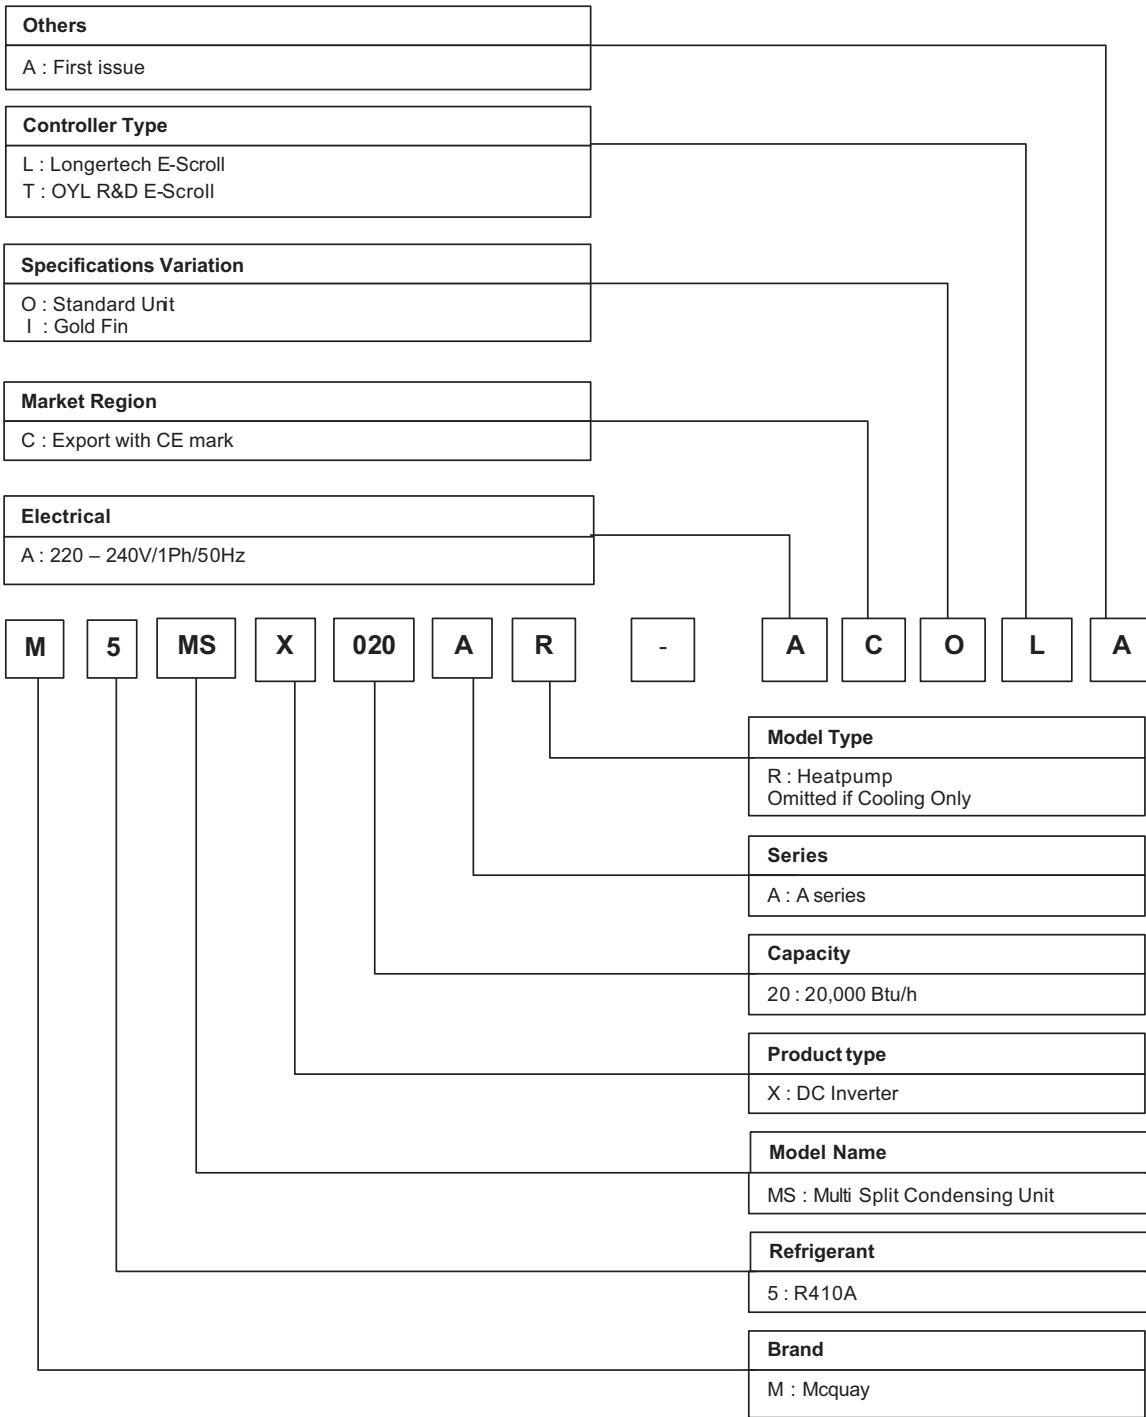 Others
A : First issue
Controller Type
L : Longertech E-Scroll
T : OYL R&D E-Scroll
Specifications Variation
O : Standard Unit
I : Gold Fin
Market Region
C : Export with CE mark
Electrical
A : 220 – 240V/1Ph/50Hz
M 5 MS X 020 A R - A C O L A
Model Type
R : Heatpump
Omitted if Cooling Only
Series
A : A series
Capacity
20 : 20,000 Btu/h
Product type
X : DC Inverter
Model Name
MS : Multi Split Condensing Unit
Refrigerant
5 : R410A
Brand
M : Mcquay